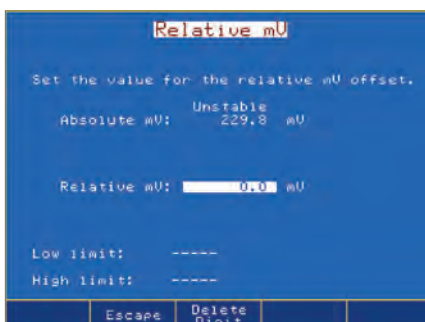 Relative mV
Set the value for the relative mV offset.
Unstable
Absolute mV: 229.8 mV
Relative mV: 0.0 mV
Low limit: -----
High limit: -----
Escape
Delete
Digit